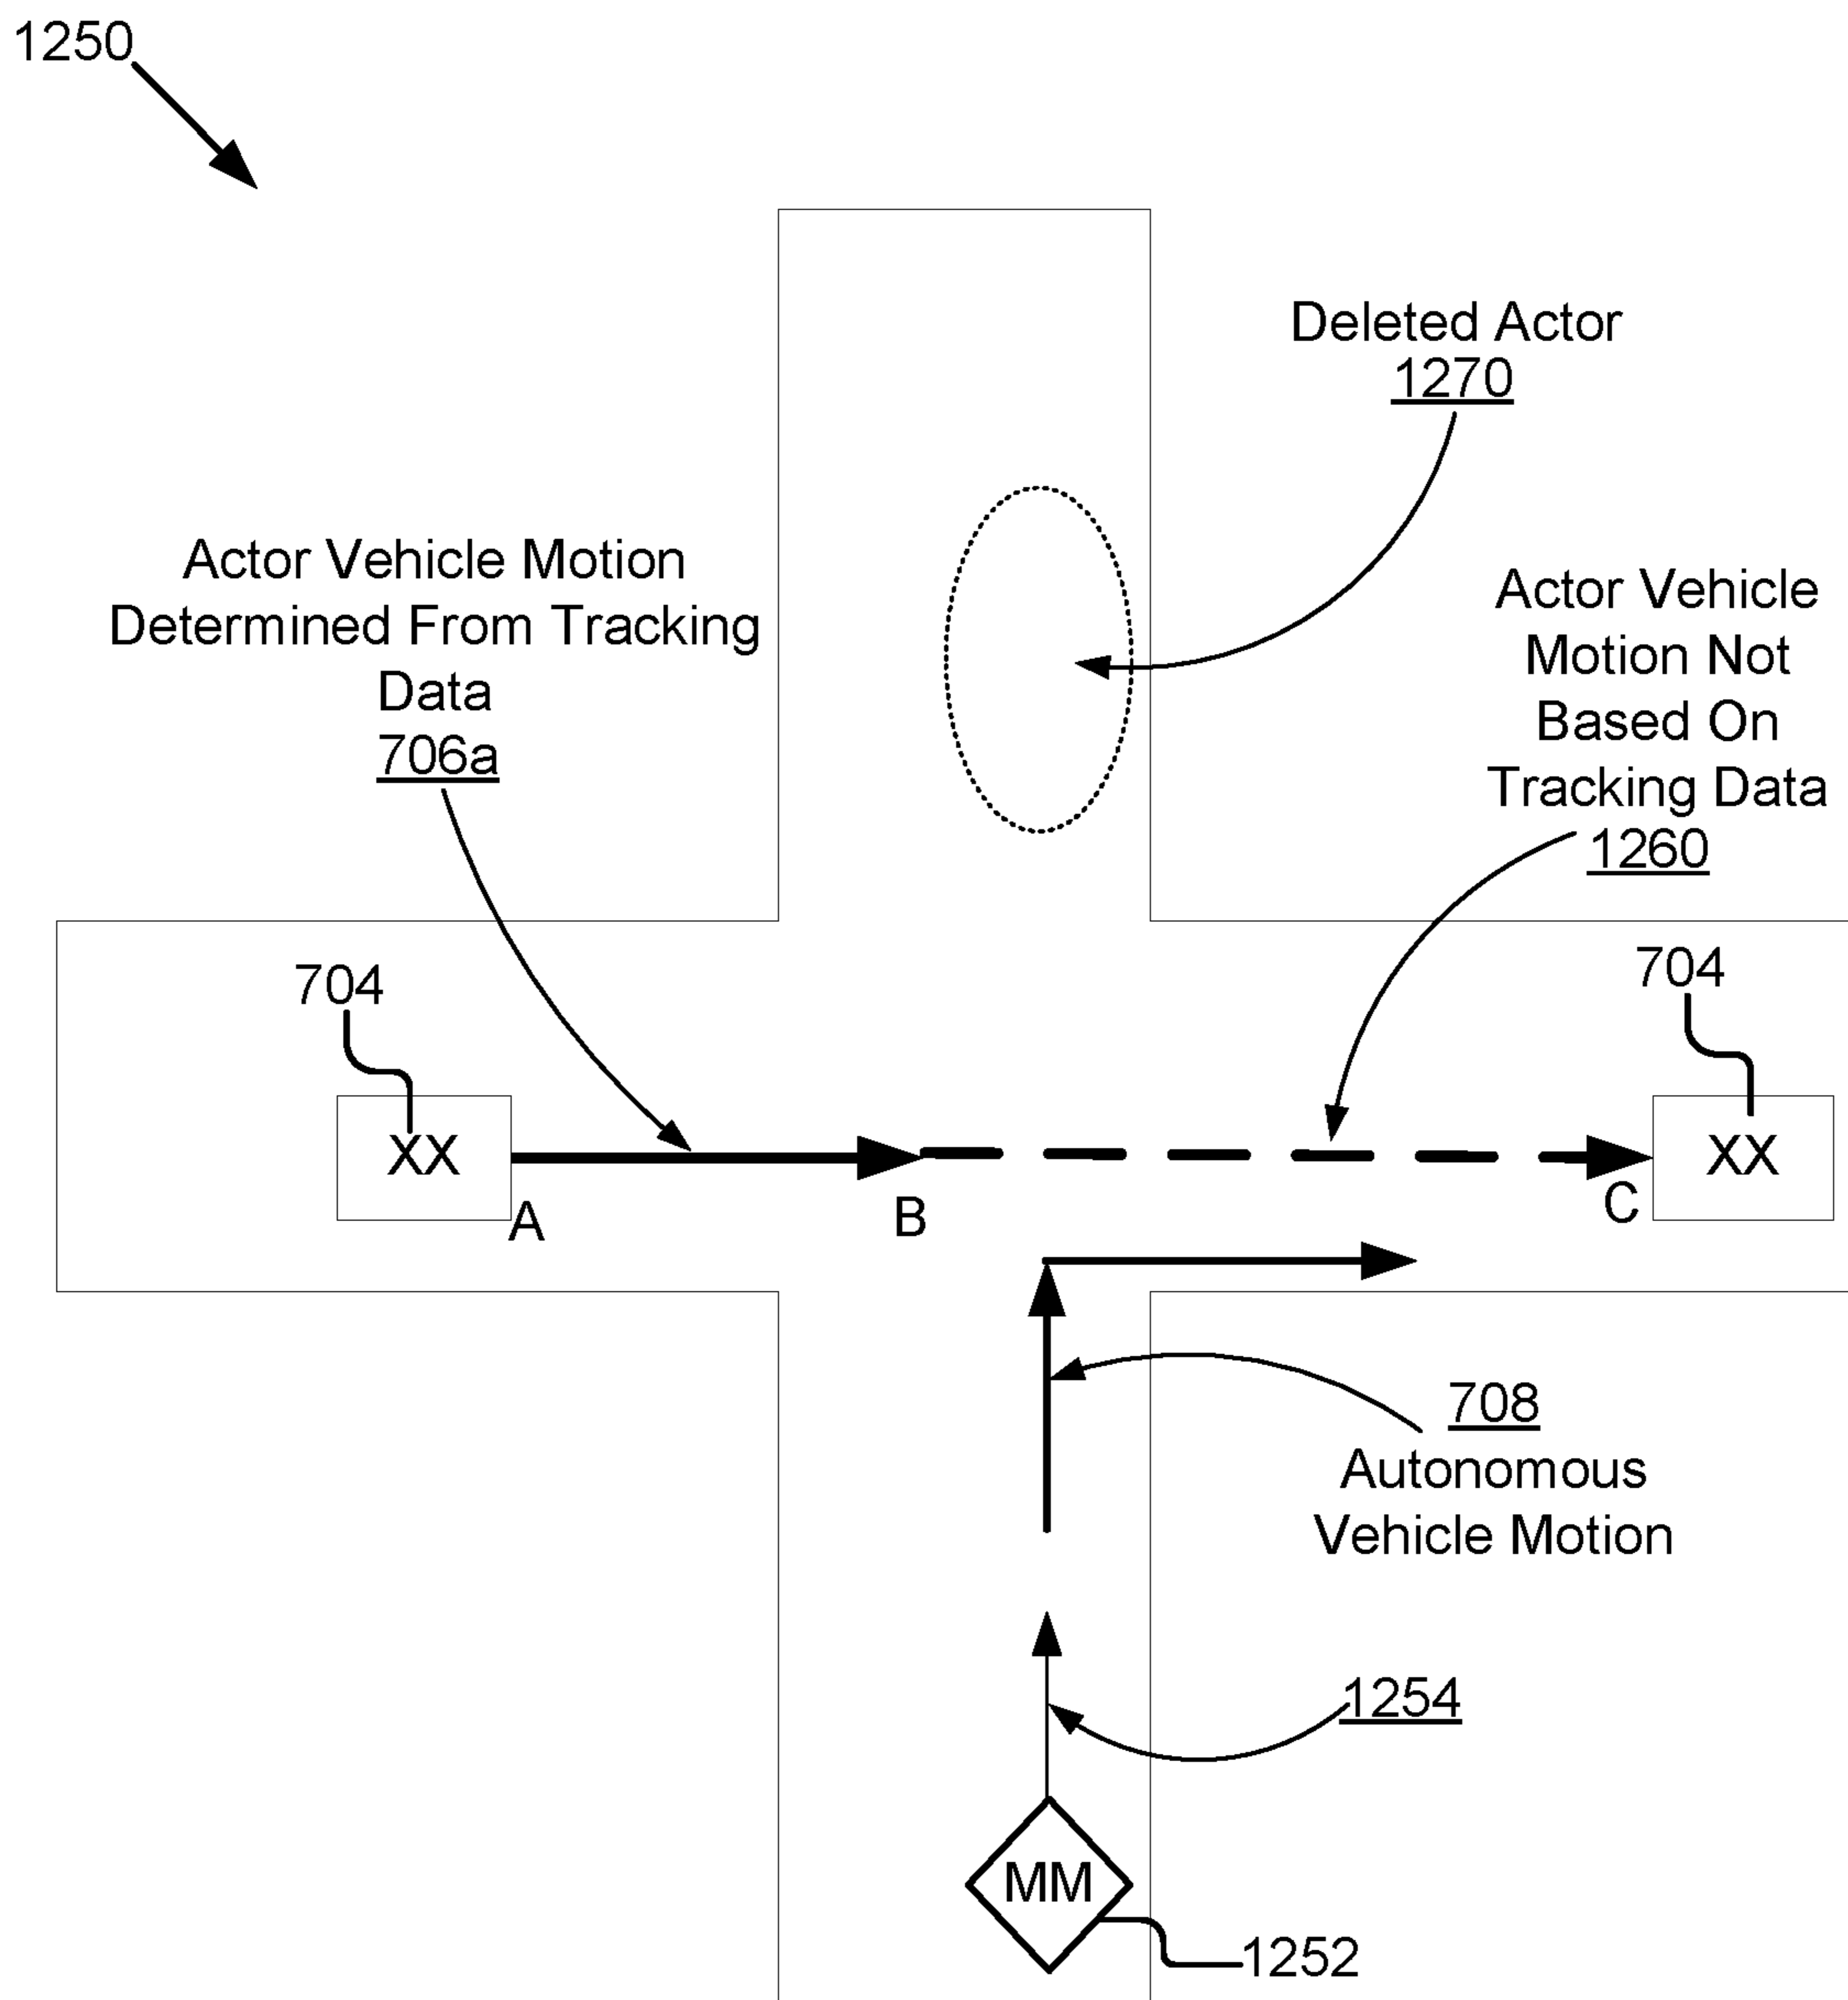 1250
Deleted Actor
1270
Actor Vehicle Motion
Determined From Tracking
Data
706a
Actor Vehicle
Motion Not
Based On
Tracking Data
1260
704
704
XX
XX
A
B
C
708
Autonomous
Vehicle Motion
1254
MM
1252